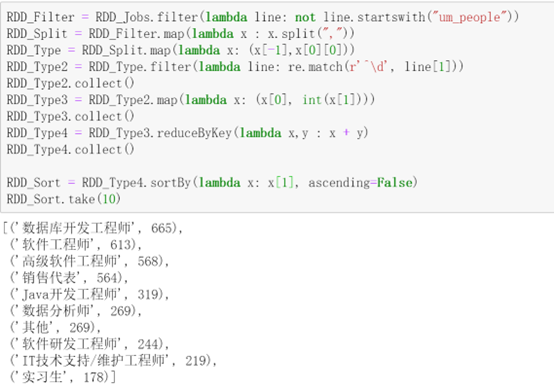 RDD_Filter = RDD_Jobs.filter(lambda line: not line.startswith("um_people"))
RDD_Split = RDD_Filter.map(lambda x : x.split(","))
RDD_Type = RDD_Split.map(lambda x: (x[-1],x[0][0]))
RDD_Type2 = RDD_Type.filter(lambda line: re.match(r'^\d', line[1]))
RDD_Type2.collect()
RDD_Type3 = RDD_Type2.map(lambda x: (x[0], int(x[1])))
RDD_Type3.collect()
RDD_Type4 = RDD_Type3.reduceByKey(lambda x,y : x + y)
RDD_Type4.collect()
RDD_Sort = RDD_Type4.sortBy(lambda x: x[1], ascending=False)
RDD_Sort.take(10)
[('数据库开发工程师', 665),
('软件工程师', 613),
('高级软件工程师', 568),
('销售代表', 564),
('Java开发工程师', 319),
('数据分析师', 269),
('其他', 269),
('软件研发工程师', 244),
('IT技术支持/维护工程师', 219),
('实习生', 178)]